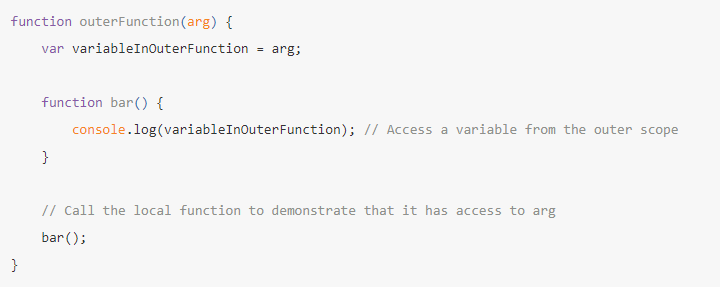 function outerFunction(arg) {
    var variableInOuterFunction = arg;

    function bar() {
        console.log(variableInOuterFunction); // Access a variable from the outer scope
    }

    // Call the local function to demonstrate that it has access to arg
    bar();
}